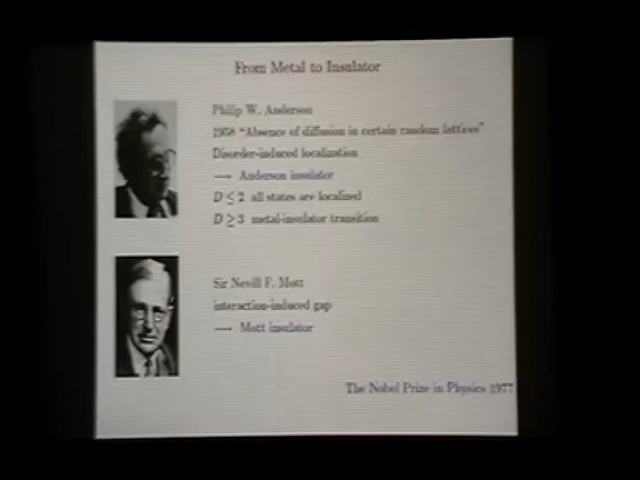 From Metal to Insulator
Philip W. Anderson
1958 "Absence of diffusion in certain random lattices"
Disorder-induced localization
⟶ Anderson insulator
D ≤ 2 all states are localized
D ≥ 3 metal-insulator transition
Sir Nevill F. Mott
interaction-induced gap
⟶ Mott insulator
The Nobel Prize in Physics 1977